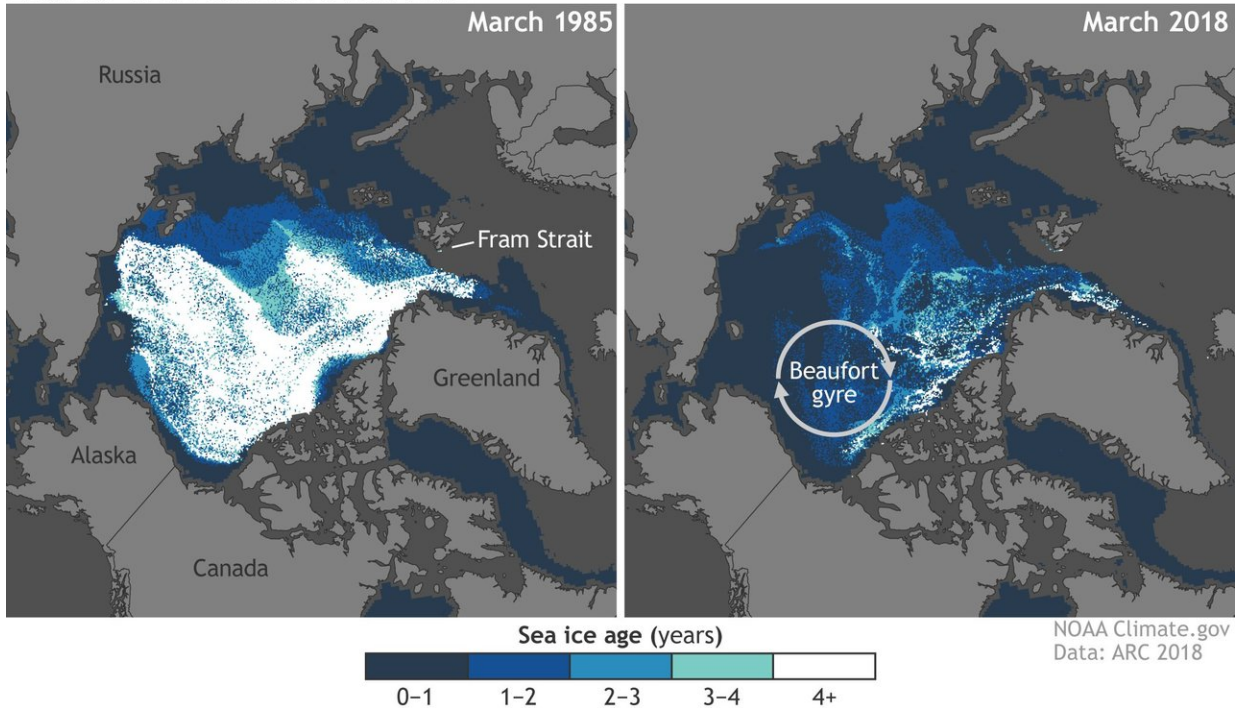 March 1985
March 2018
Russia
Fram Strait
Greenland
Beaufort
gyre
Alaska
Canada
Sea ice age (years)
0–1
1–2
2–3
3–4
4+
NOAA Climate.gov
Data: ARC 2018